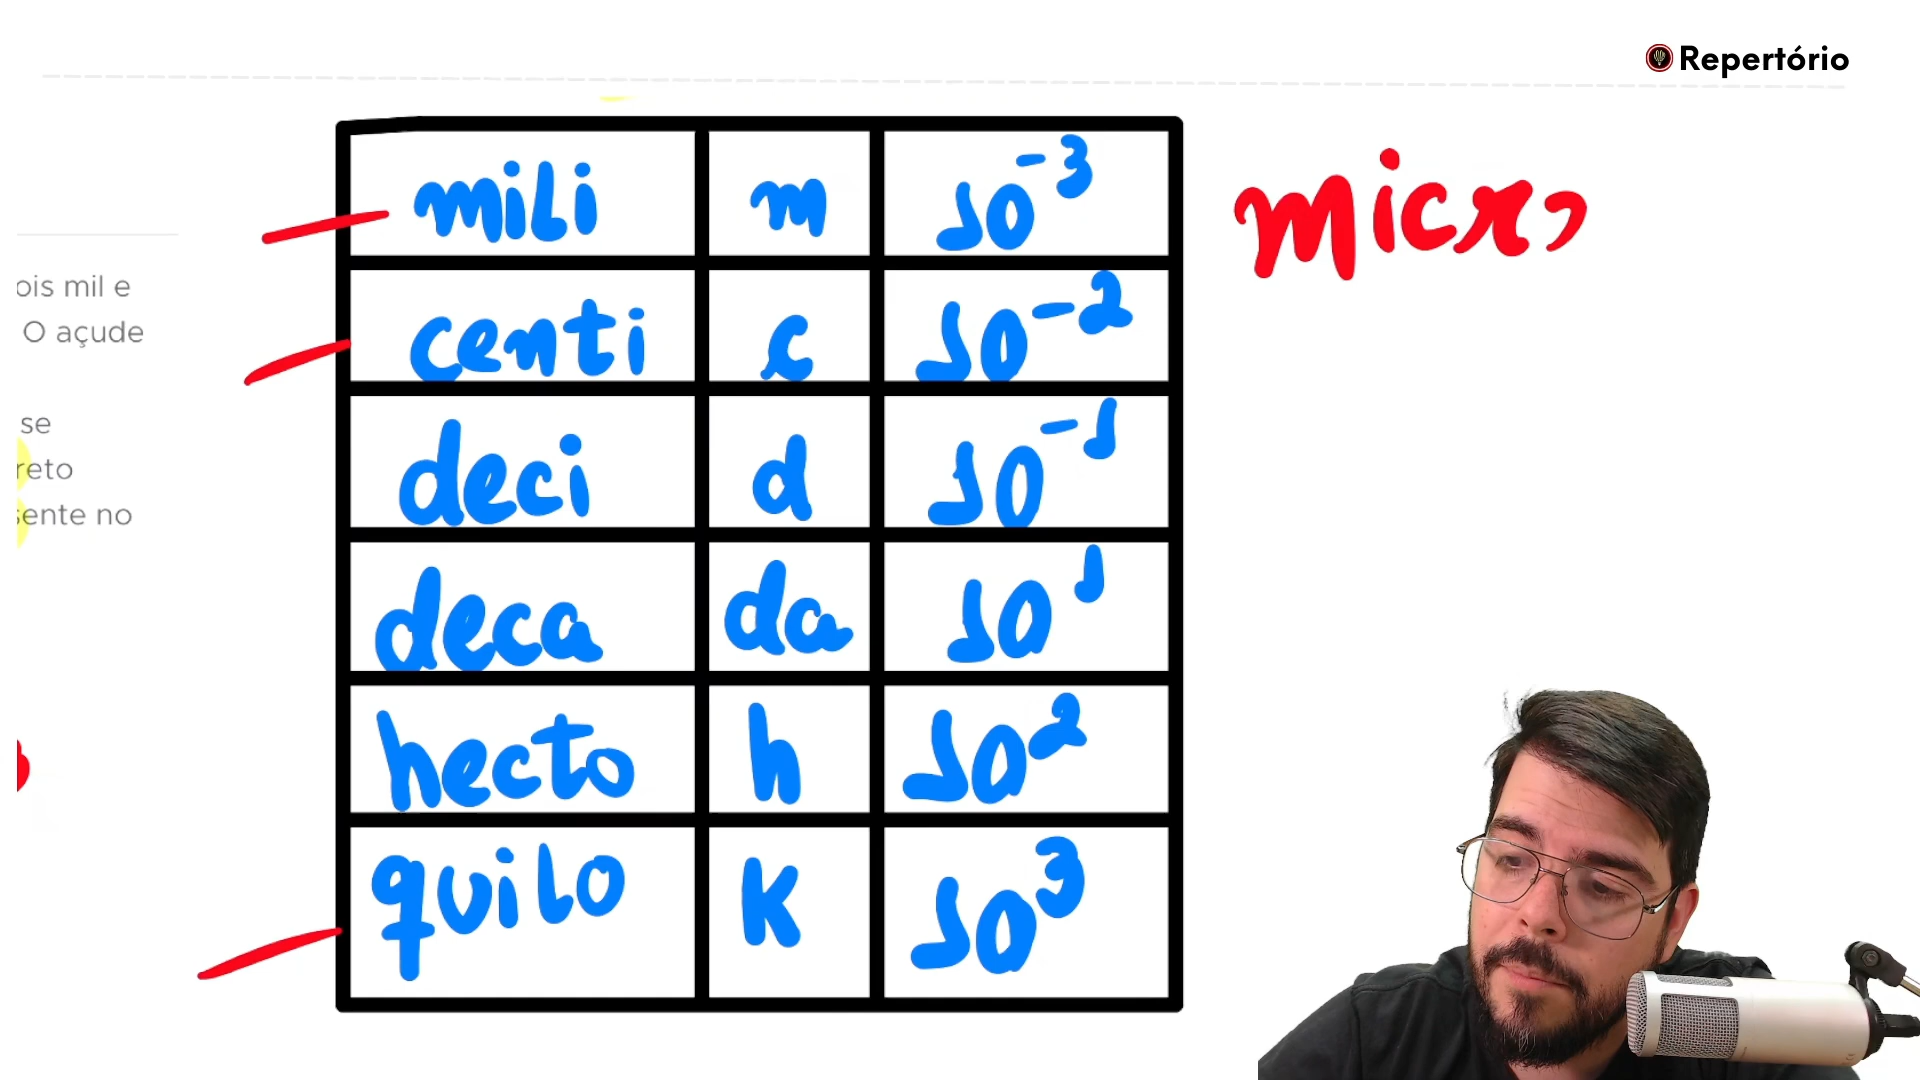 Repertório
mili m 10⁻³ micro
centi c 10⁻²
deci d 10⁻¹
deca da 10¹
hecto h 10²
quilo K 10³
ois mil e
O açude
se
reto
sente no